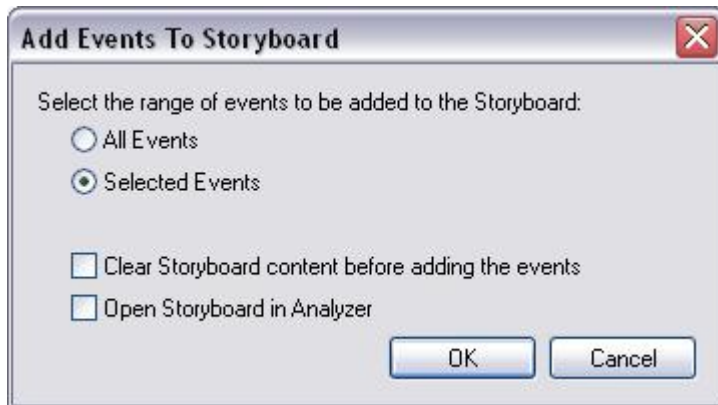 Add Events To Storyboard
Select the range of events to be added to the Storyboard:
All Events
Selected Events
Clear Storyboard content before adding the events
Open Storyboard in Analyzer
OK Cancel